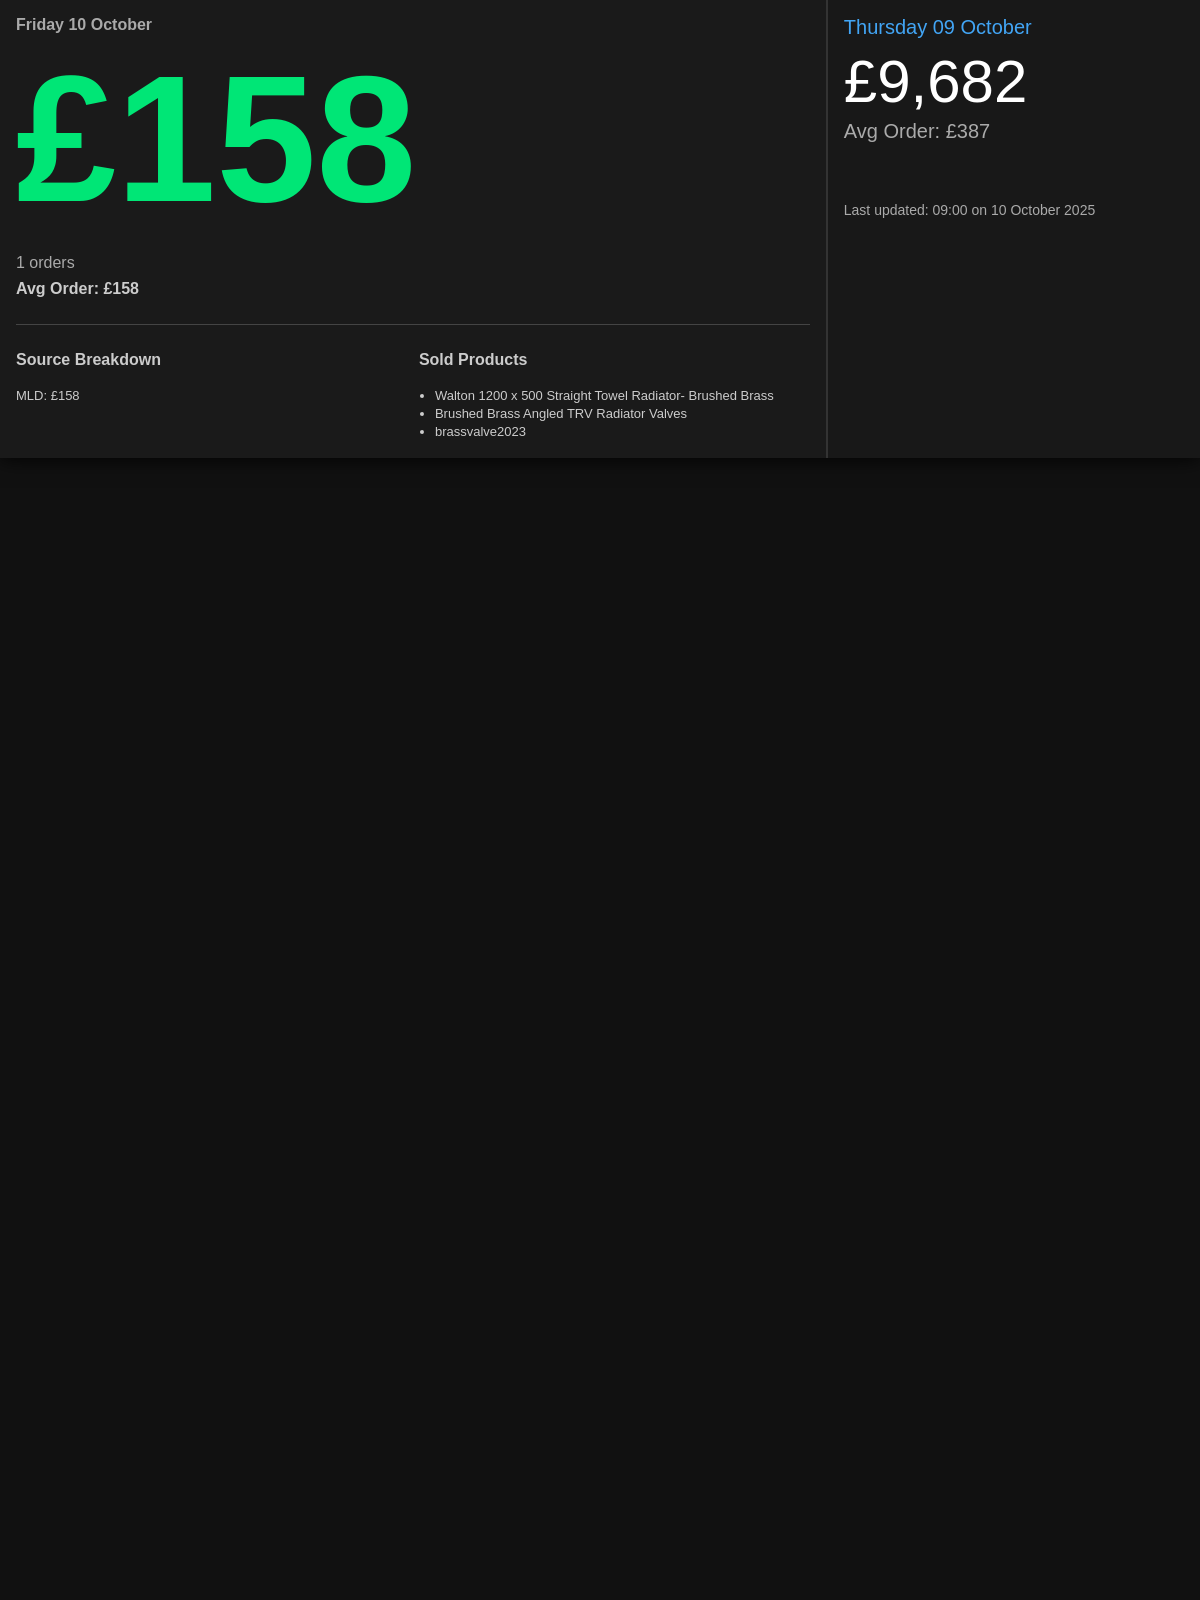 Friday 10 October
£158
1 orders
Avg Order: £158
Source Breakdown
MLD: £158
Sold Products
• Walton 1200 x 500 Straight Towel Radiator- Brushed Brass
• Brushed Brass Angled TRV Radiator Valves
• brassvalve2023
Thursday 09 October
£9,682
Avg Order: £387
Last updated: 09:00 on 10 October 2025